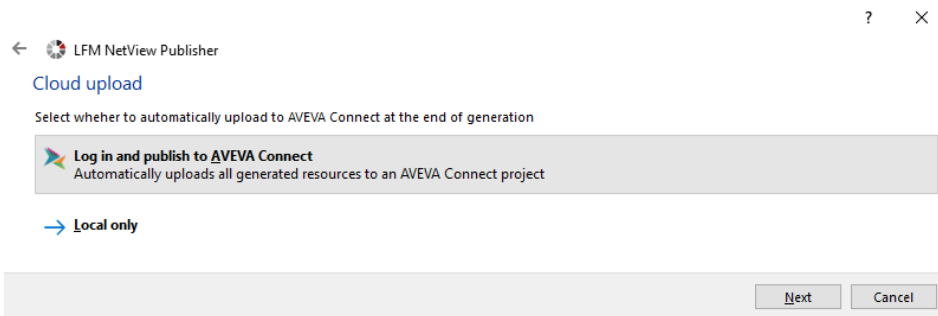 ?
LFM NetView Publisher
Cloud upload
Select wheher to automatically upload to AVEVA Connect at the end of generation
Log in and publish to AVEVA Connect
Automatically uploads all generated resources to an AVEVA Connect project
Local only
Next Cancel